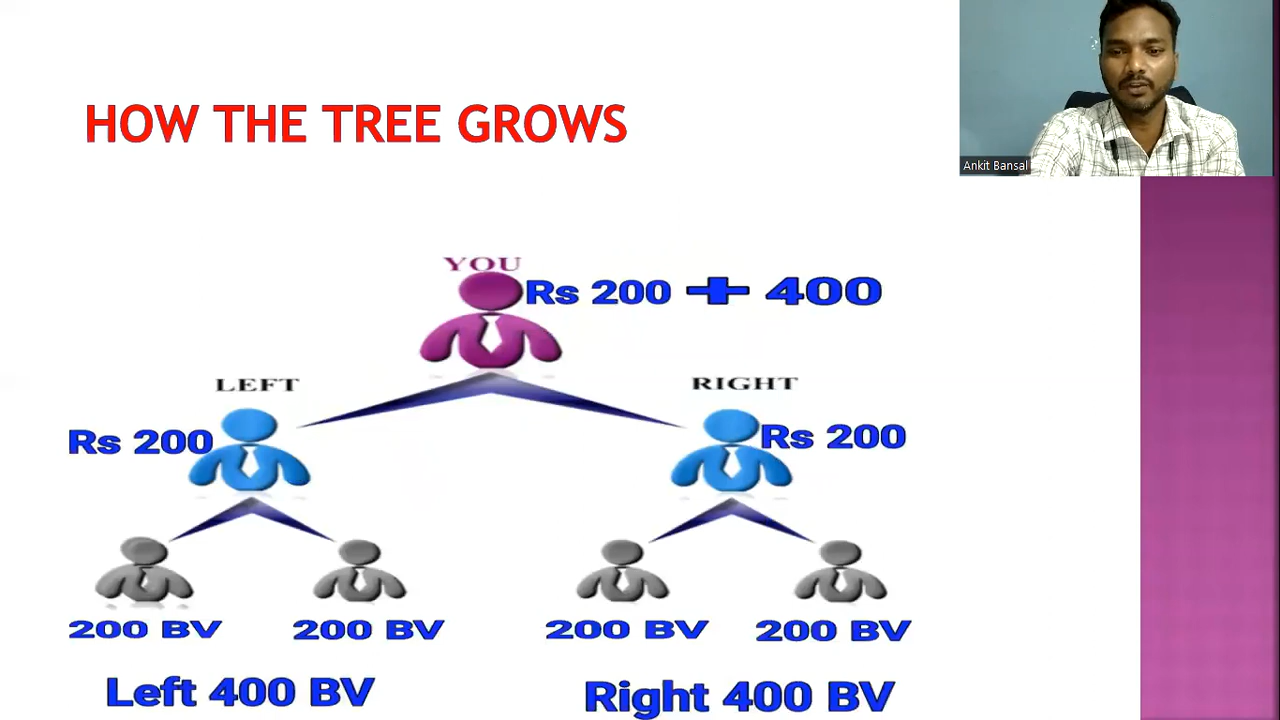 HOW THE TREE GROWS
Ankit Bansal
YOU
Rs 200 + 400
LEFT
RIGHT
Rs 200
Rs 200
200 BV
200 BV
200 BV
200 BV
Left 400 BV
Right 400 BV